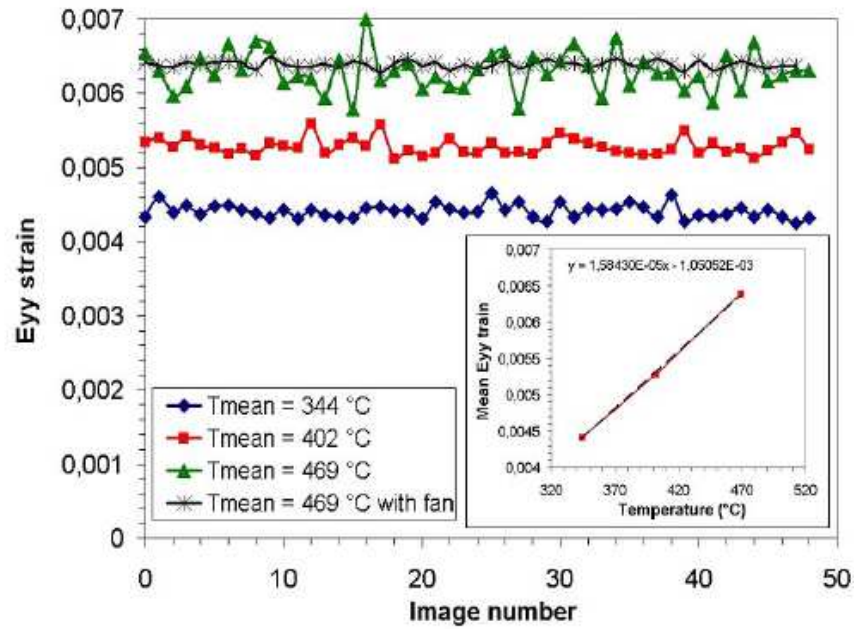 0,007
0,006
0,005
0,004
0,003
0,002
0,001
0
Eyy strain
0 10 20 30 40 50
Image number
Tmean = 344 °C
Tmean = 402 °C
Tmean = 469 °C
Tmean = 469 °C with fan
y = 1,58430E-05x - 1,05052E-03
0,007
0,0065
0,006
0,0055
0,005
0,0045
0,004
Mean Eyy train
320 370 420 470 520
Temperature (°C)